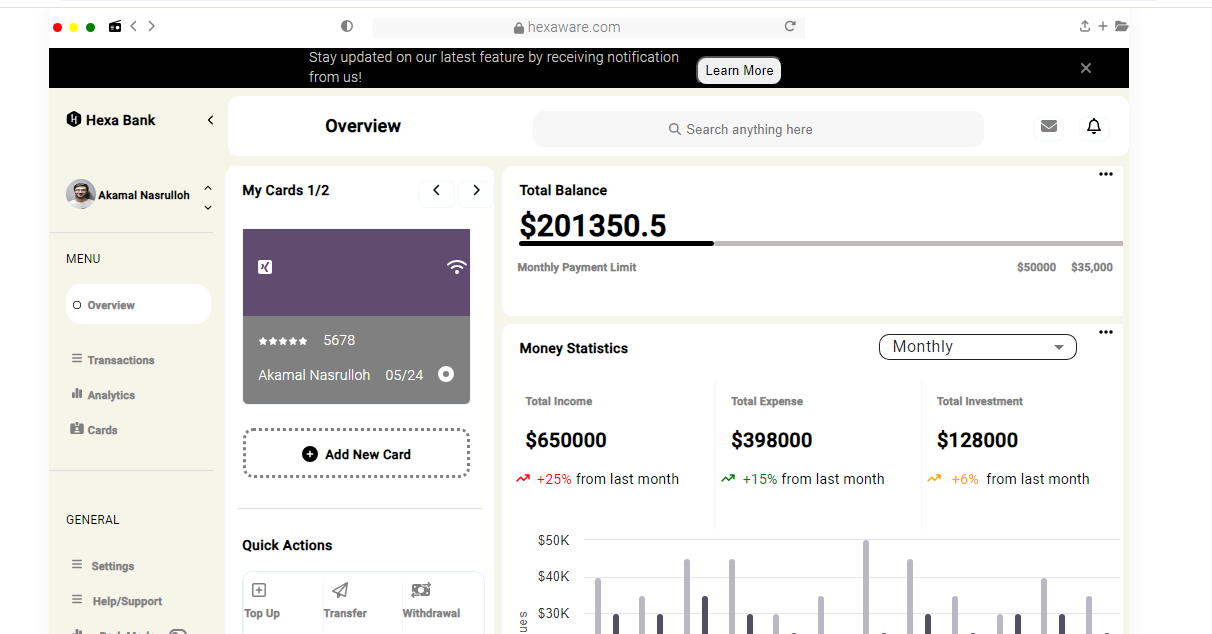 hexaware.com
Stay updated on our latest feature by receiving notification
from us!
Learn More
Hexa Bank
Overview
Search anything here
Akamal Nasrulloh
MENU
Overview
Transactions
Analytics
Cards
GENERAL
Settings
Help/Support
My Cards 1/2
5678
Akamal Nasrulloh 05/24
Add New Card
Quick Actions
Top Up Transfer Withdrawal
Total Balance
$201350.5
Monthly Payment Limit $50000 $35,000
Money Statistics
Monthly
Total Income Total Expense Total Investment
$650000 $398000 $128000
+25% from last month +15% from last month +6% from last month
$50K
$40K
$30K